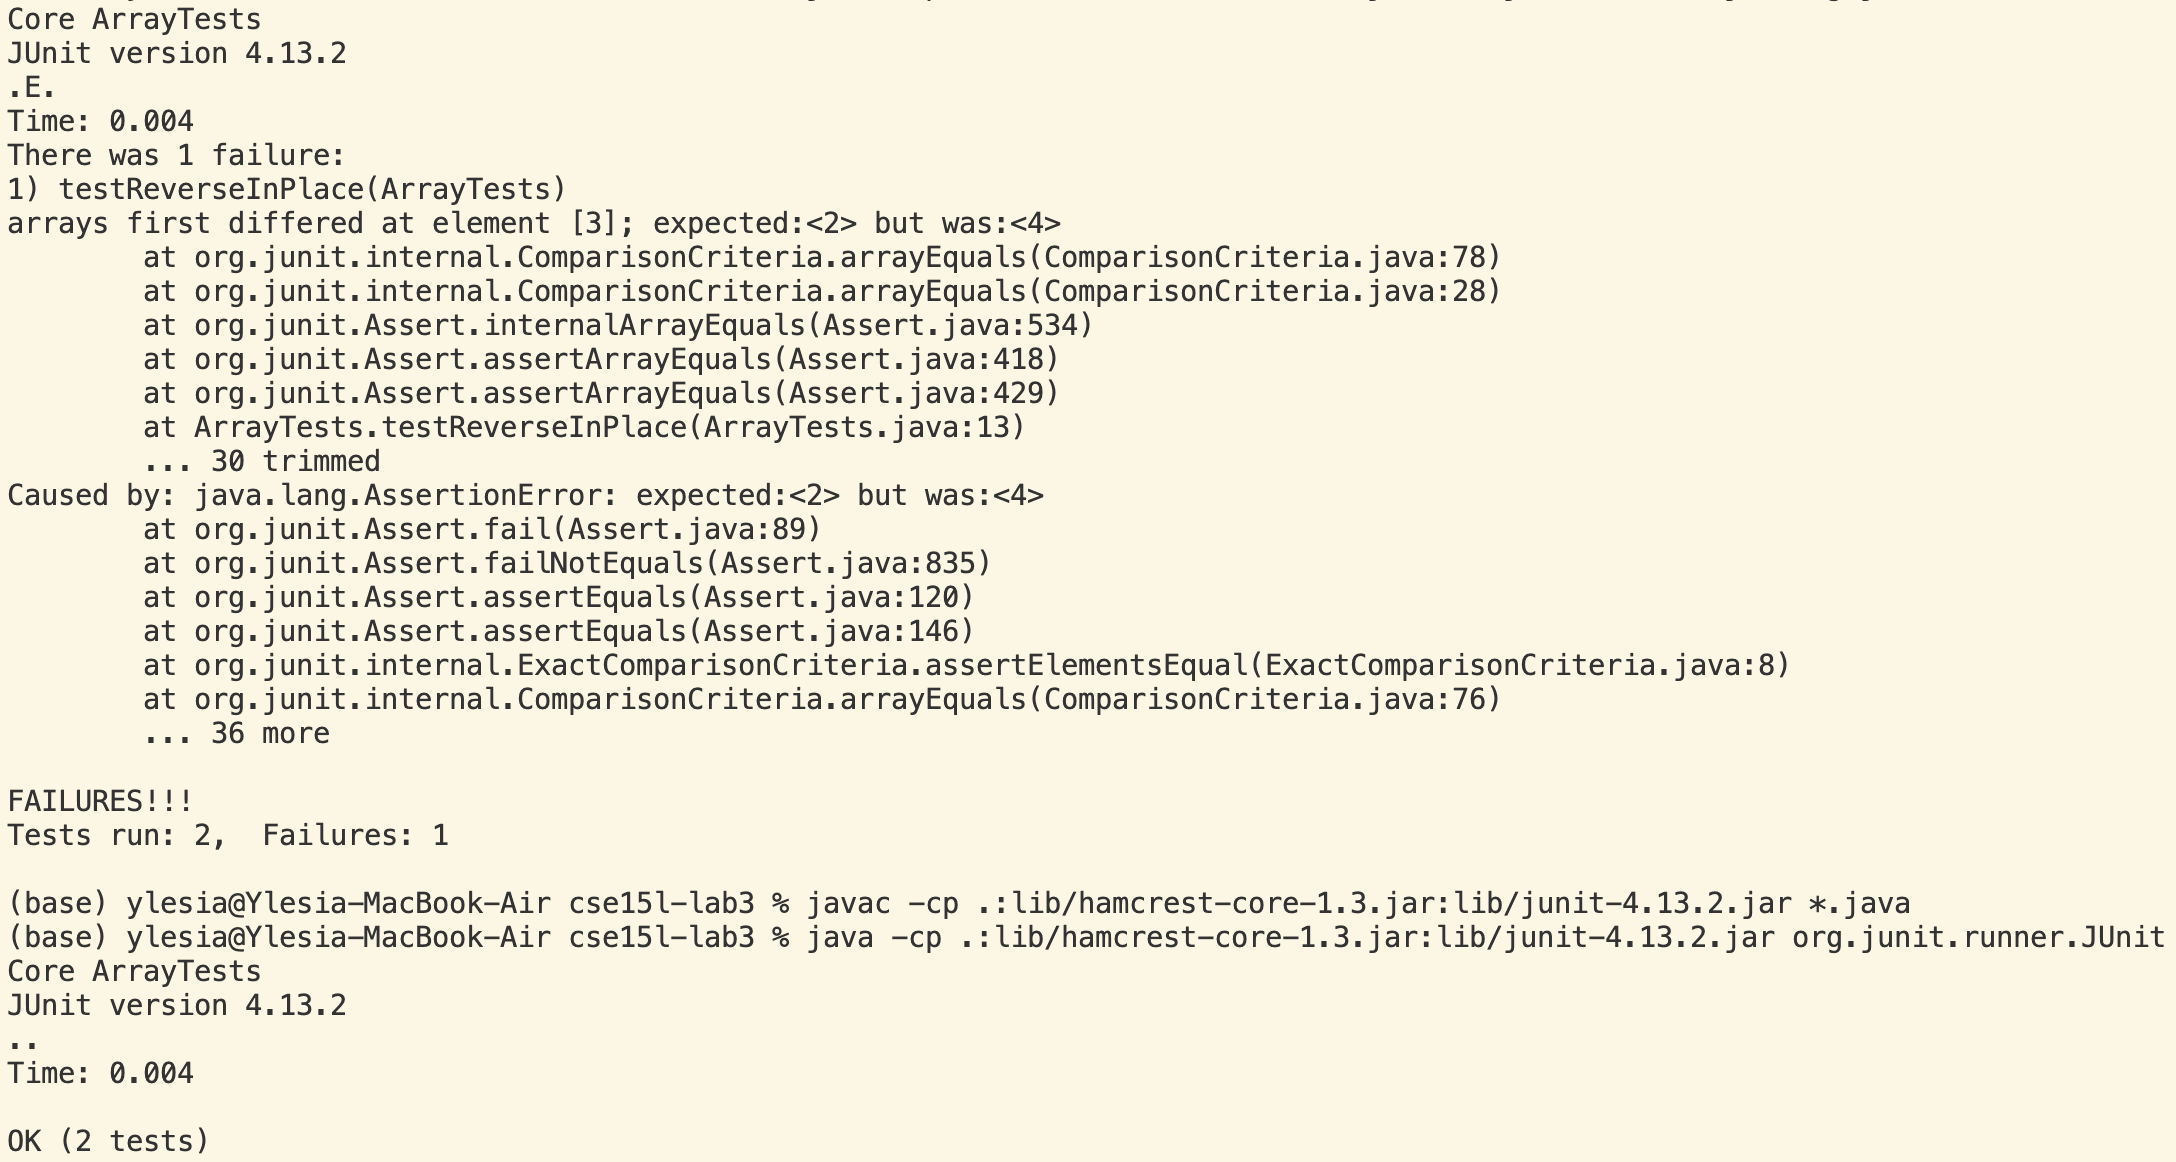 Core ArrayTests
JUnit version 4.13.2
.E.
Time: 0.004
There was 1 failure:
1) testReverseInPlace(ArrayTests)
arrays first differed at element [3]; expected:<2> but was:<4>
        at org.junit.internal.ComparisonCriteria.arrayEquals(ComparisonCriteria.java:78)
        at org.junit.internal.ComparisonCriteria.arrayEquals(ComparisonCriteria.java:28)
        at org.junit.Assert.internalArrayEquals(Assert.java:534)
        at org.junit.Assert.assertArrayEquals(Assert.java:418)
        at org.junit.Assert.assertArrayEquals(Assert.java:429)
        at ArrayTests.testReverseInPlace(ArrayTests.java:13)
        ... 30 trimmed
Caused by: java.lang.AssertionError: expected:<2> but was:<4>
        at org.junit.Assert.fail(Assert.java:89)
        at org.junit.Assert.failNotEquals(Assert.java:835)
        at org.junit.Assert.assertEquals(Assert.java:120)
        at org.junit.Assert.assertEquals(Assert.java:146)
        at org.junit.internal.ExactComparisonCriteria.assertElementsEqual(ExactComparisonCriteria.java:8)
        at org.junit.internal.ComparisonCriteria.arrayEquals(ComparisonCriteria.java:76)
        ... 36 more

FAILURES!!!
Tests run: 2,  Failures: 1

(base) ylesia@Ylesia-MacBook-Air cse15l-lab3 % javac -cp .:lib/hamcrest-core-1.3.jar:lib/junit-4.13.2.jar *.java
(base) ylesia@Ylesia-MacBook-Air cse15l-lab3 % java -cp .:lib/hamcrest-core-1.3.jar:lib/junit-4.13.2.jar org.junit.runner.JUnit
Core ArrayTests
JUnit version 4.13.2
..
Time: 0.004

OK (2 tests)